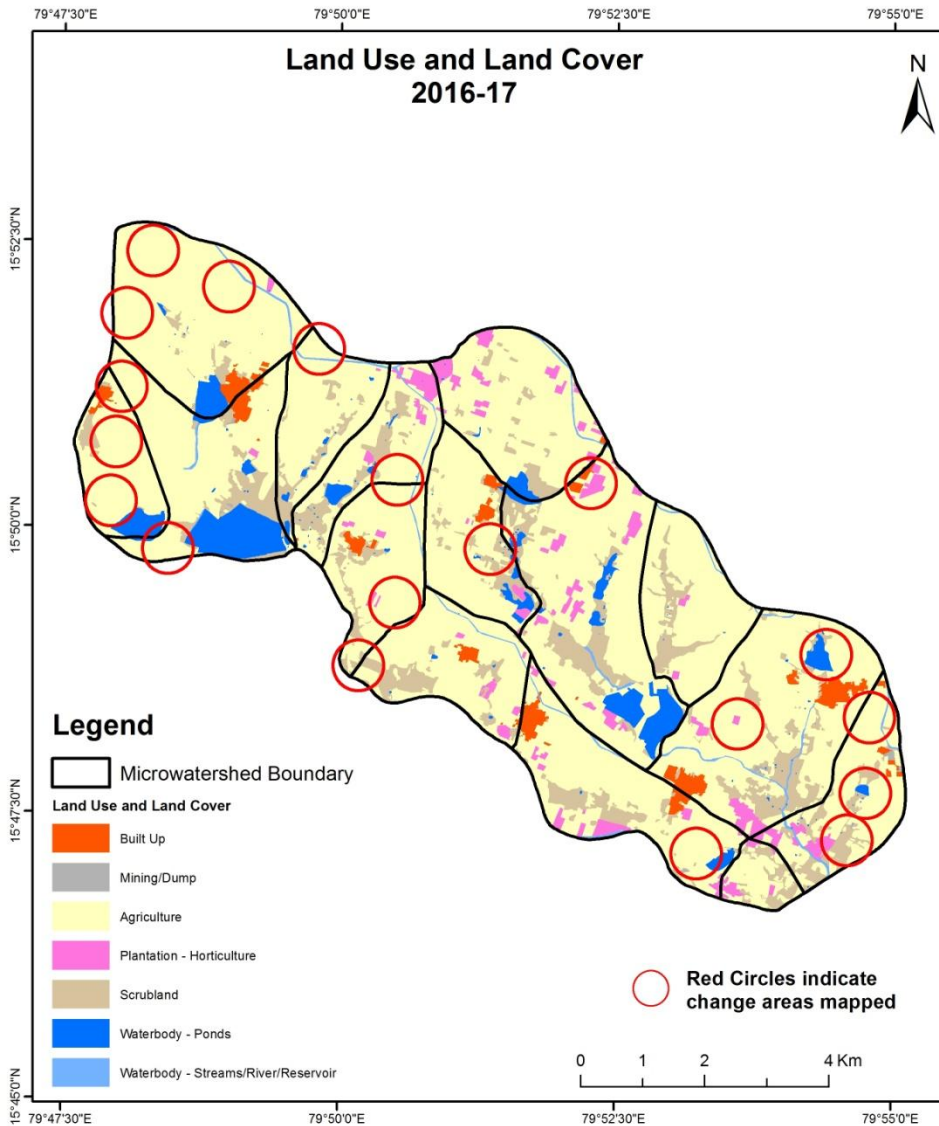 79°47'30"E 79°50'0"E 79°52'30"E 79°55'0"E
Land Use and Land Cover
2016-17
N
15°52'30"N
15°50'0"N
15°47'30"N
15°45'0"N
Legend
Microwatershed Boundary
Land Use and Land Cover
Built Up
Mining/Dump
Agriculture
Plantation - Horticulture
Scrubland
Waterbody - Ponds
Waterbody - Streams/River/Reservoir
Red Circles indicate
change areas mapped
0 1 2 4 Km
79°47'30"E 79°50'0"E 79°52'30"E 79°55'0"E